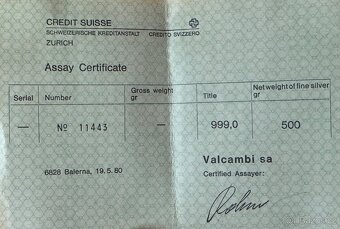 CREDIT SUISSE
SCHWEIZERISCHE KREDITANSTALT CREDITO SVIZZERO
ZURICH
Assay Certificate
Serial Number Gross weight gr Title Net weight of fine silver gr
— Nº 11443 — 999,0 500
6828 Balerna, 19.5.80
Valcambi sa
Certified Assayer: